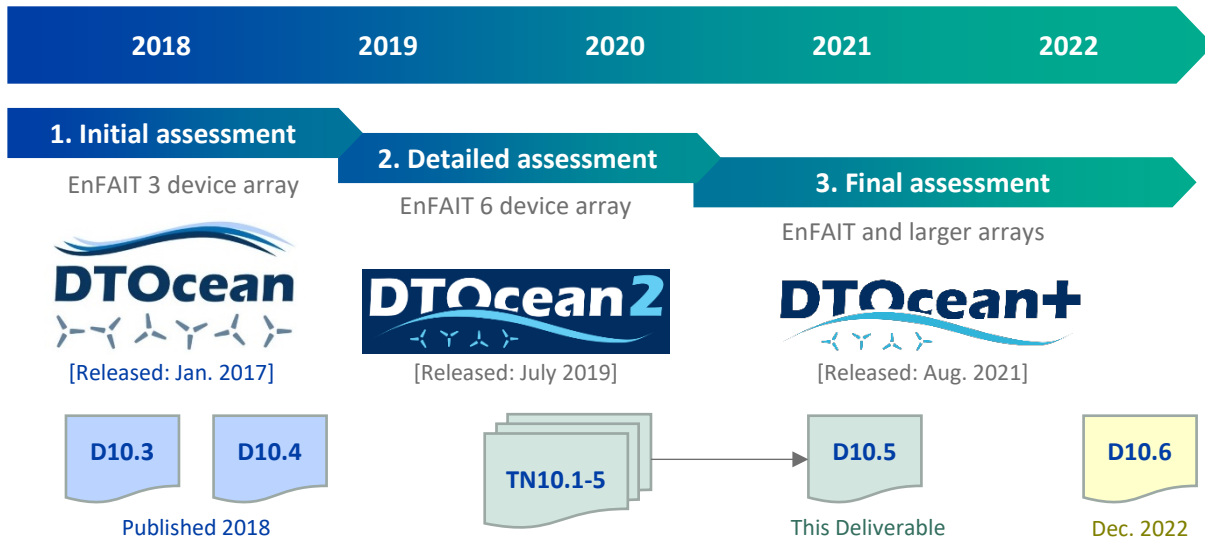 2018 2019 2020 2021 2022
1. Initial assessment
EnFAIT 3 device array
DTOcean
[Released: Jan. 2017]
2. Detailed assessment
EnFAIT 6 device array
DTOcean2
[Released: July 2019]
3. Final assessment
EnFAIT and larger arrays
DTOcean+
[Released: Aug. 2021]
D10.3 D10.4
Published 2018
TN10.1-5
D10.5
This Deliverable
D10.6
Dec. 2022